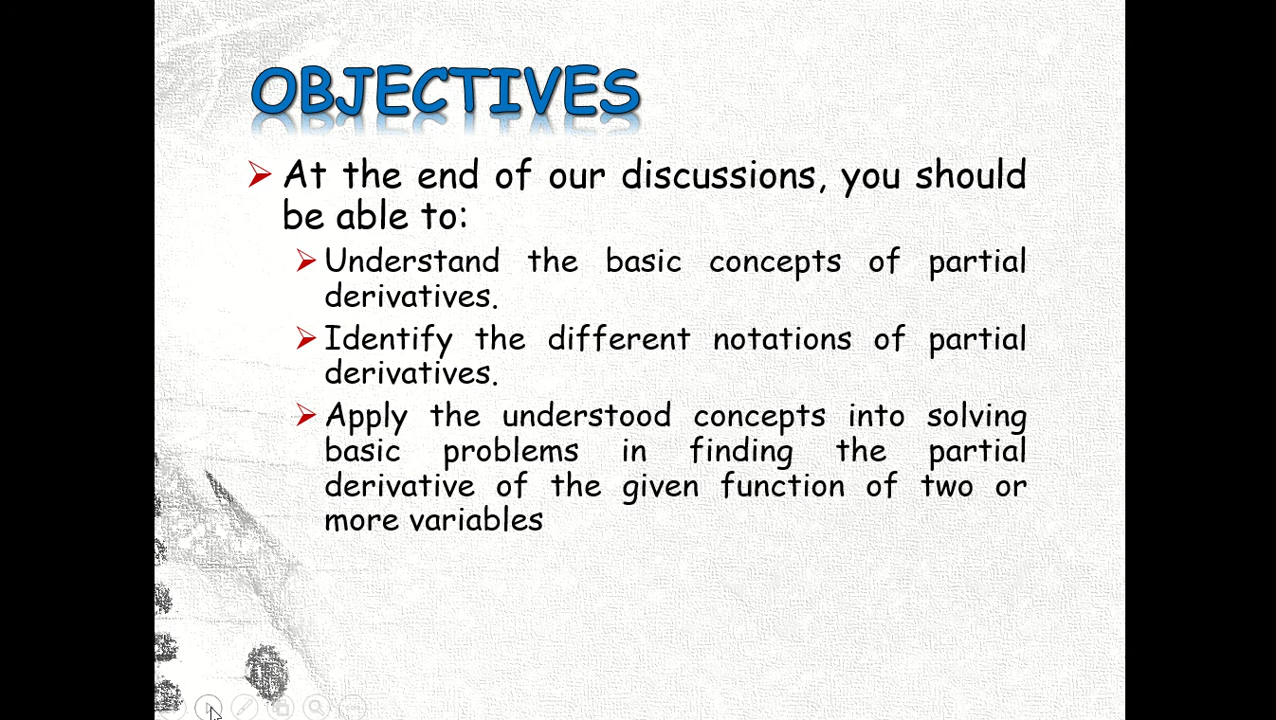 OBJECTIVES
At the end of our discussions, you should
be able to:
Understand the basic concepts of partial
derivatives.
Identify the different notations of partial
derivatives.
Apply the understood concepts into solving
basic problems in finding the partial
derivative of the given function of two or
more variables